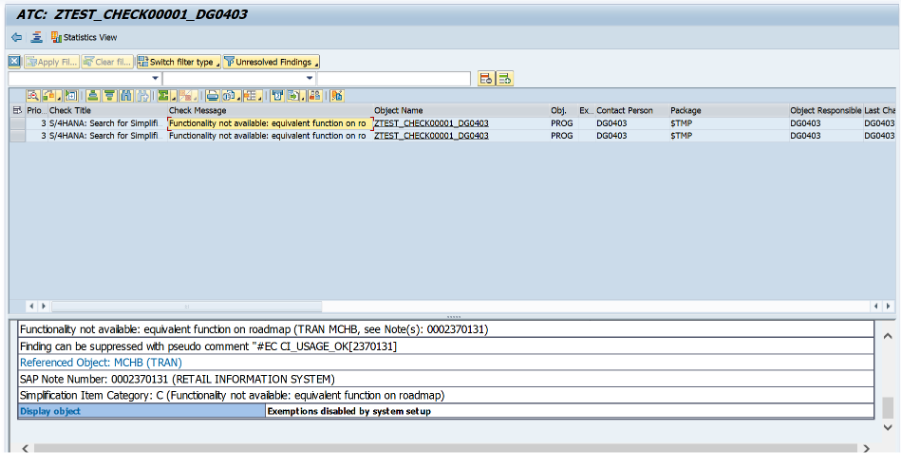 ATC: ZTEST_CHECK00001_DG0403
Statistics View
Apply Fil... Clear fil... Switch filter type Unresolved Findings
Prio.. Check Title Check Message Object Name Obj. Ex.. Contact Person Package Object Responsible Last Cha
3 S/4HANA: Search for Simplifi.. Functionality not available: equivalent function on ro ZTEST_CHECK00001_DG0403 PROG DG0403 $TMP DG0403 DG0403
3 S/4HANA: Search for Simplifi.. Functionality not available: equivalent function on ro ZTEST_CHECK00001_DG0403 PROG DG0403 $TMP DG0403 DG0403
Functionality not available: equivalent function on roadmap (TRAN MCHB, see Note(s): 0002370131)
Finding can be suppressed with pseudo comment "#EC CI_USAGE_OK[2370131]
Referenced Object: MCHB (TRAN)
SAP Note Number: 0002370131 (RETAIL INFORMATION SYSTEM)
Simplification Item Category: C (Functionality not available: equivalent function on roadmap)
Display object Exemptions disabled by system setup